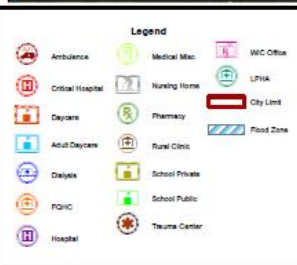 Legend
Ambulance
Critical Hospital
Daycare
Adult Daycare
Dialysis
FQHC
Hospital
Medical Misc
Nursing Home
Pharmacy
Rural Clinic
School Private
School Public
Trauma Center
WIC Office
LPHA
City Limit
Flood Zone